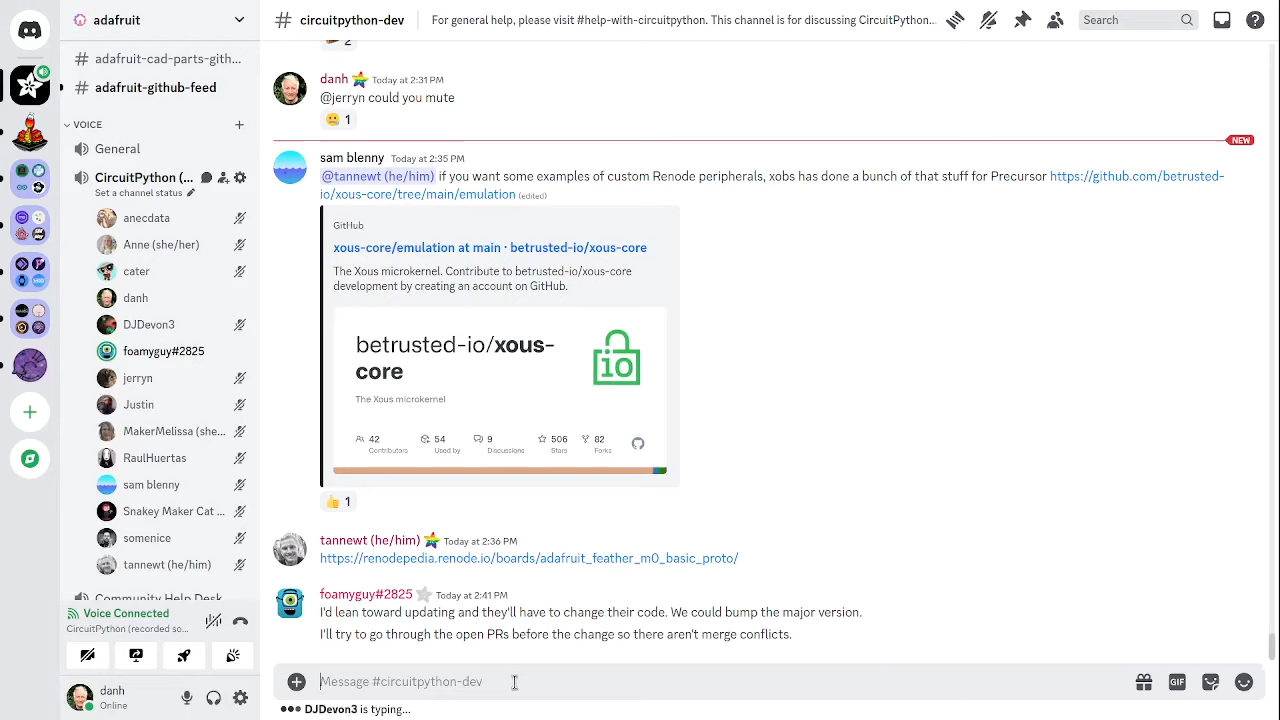 adafruit
# circuitpython-dev
For general help, please visit #help-with-circuitpython. This channel is for discussing CircuitPython...
Search
# adafruit-cad-parts-gith...
# adafruit-github-feed
VOICE
General
CircuitPython (...
Set a channel status
anecdata
Anne (she/her)
cater
danh
DJDevon3
foamyguy#2825
jerryn
Justin
MakerMelissa (she...
RaulHuertas
sam blenny
Snakey Maker Cat ...
somenice
tannewt (he/him)
Community Help Desk
Voice Connected
CircuitPython (recorded so...
danh
Online
2
danh Today at 2:31 PM
@jerryn could you mute
1
NEW
sam blenny Today at 2:35 PM
@tannewt (he/him) if you want some examples of custom Renode peripherals, xobs has done a bunch of that stuff for Precursor https://github.com/betrusted-
io/xous-core/tree/main/emulation (edited)
GitHub
xous-core/emulation at main · betrusted-io/xous-core
The Xous microkernel. Contribute to betrusted-io/xous-core
development by creating an account on GitHub.
betrusted-io/xous-
core
io
The Xous microkernel
42 54 9 506 82
Contributors Used by Discussions Stars Forks
1
tannewt (he/him) Today at 2:36 PM
https://renodepedia.renode.io/boards/adafruit_feather_m0_basic_proto/
foamyguy#2825 Today at 2:41 PM
I'd lean toward updating and they'll have to change their code. We could bump the major version.
I'll try to go through the open PRs before the change so there aren't merge conflicts.
Message #circuitpython-dev
GIF
DJDevon3 is typing...